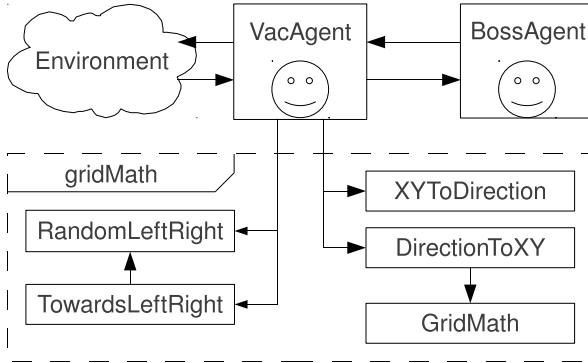 Environment
VacAgent
BossAgent
gridMath
RandomLeftRight
XYToDirection
DirectionToXY
TowardsLeftRight
GridMath